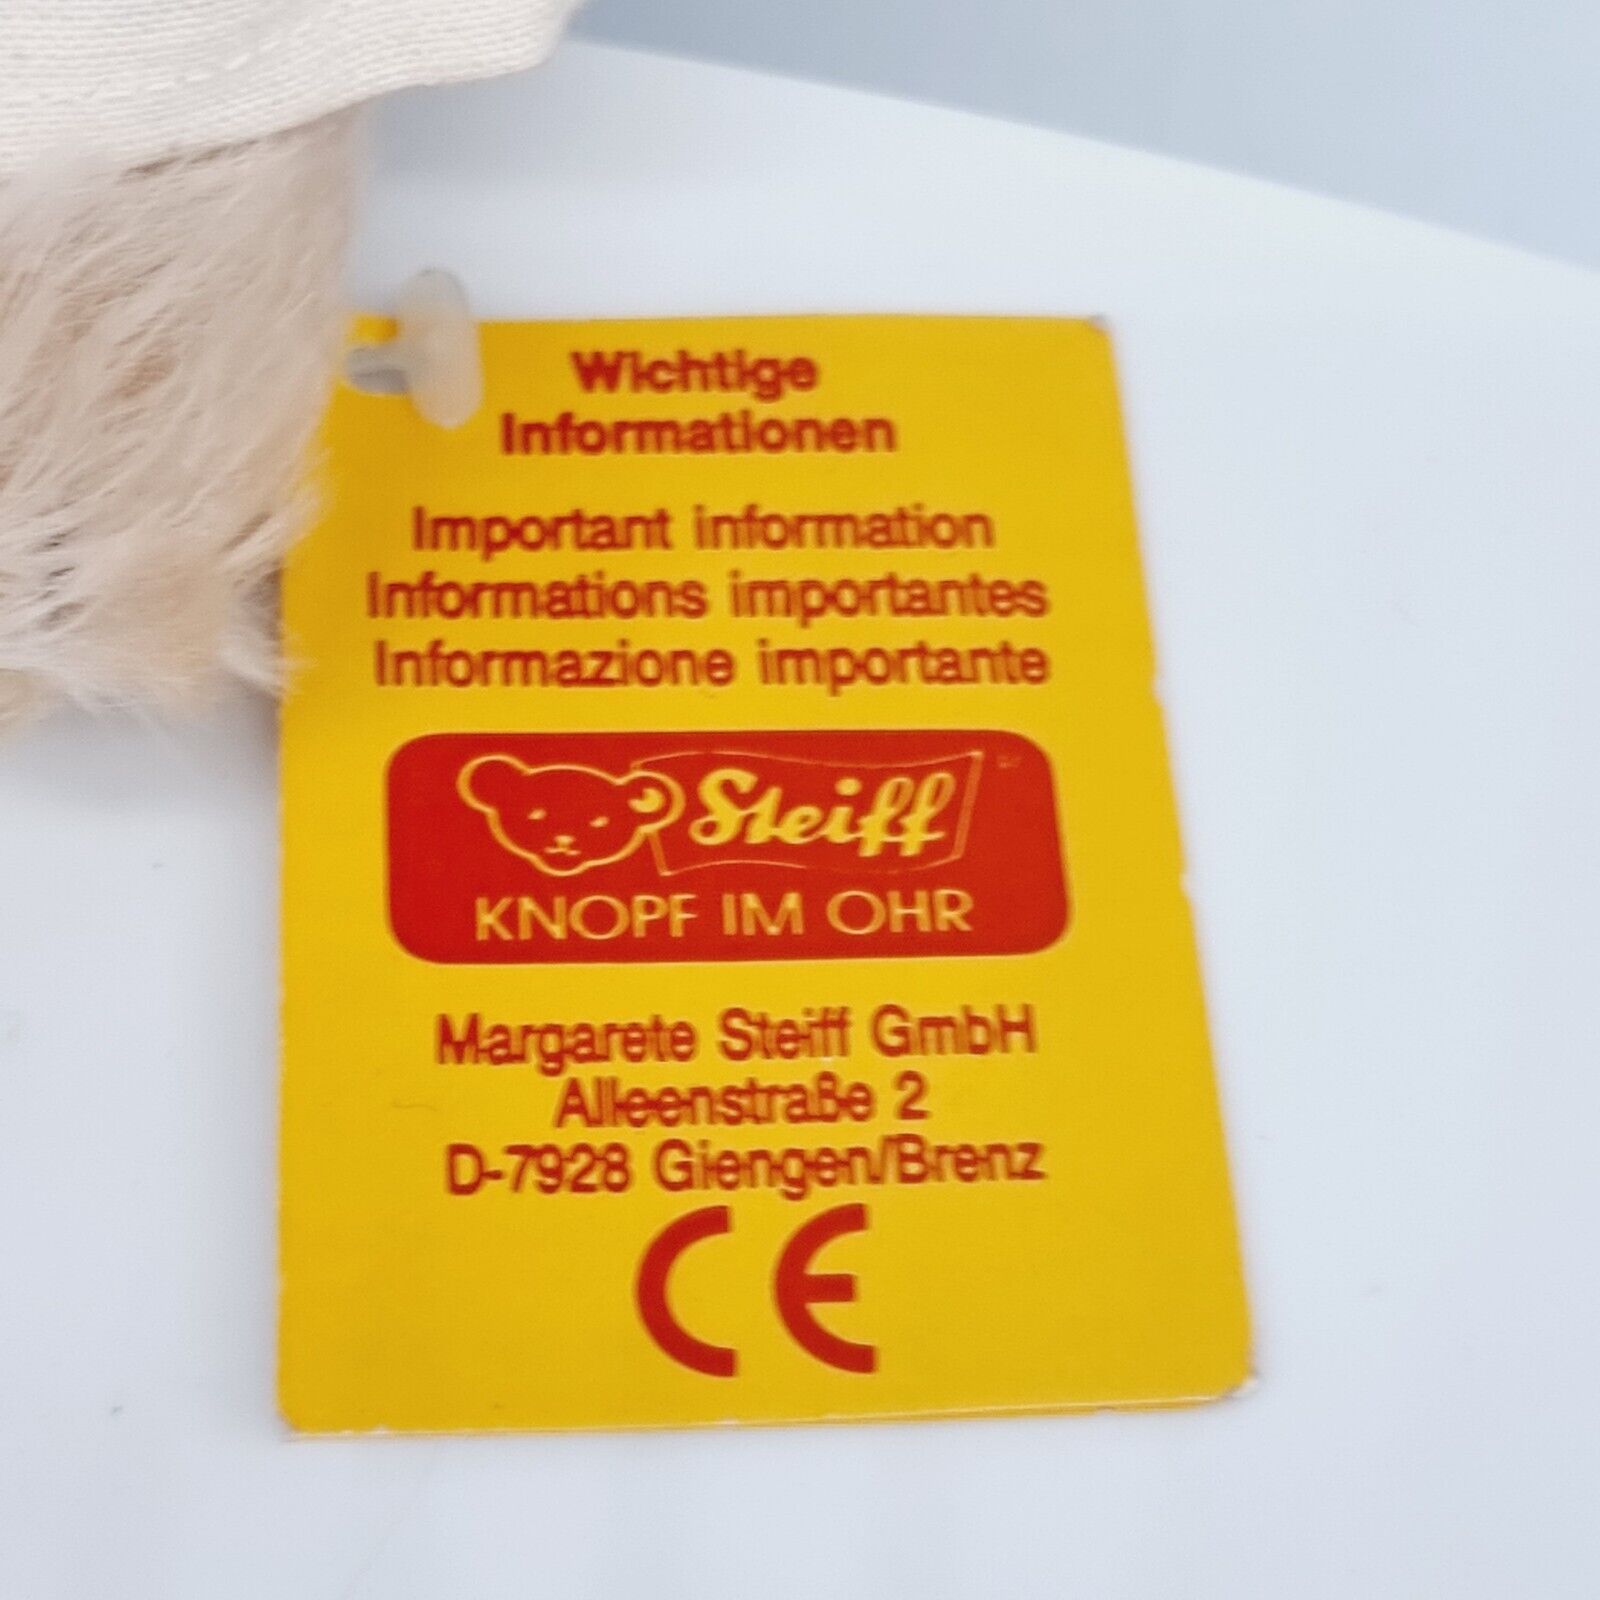 Wichtige
Informationen
Important information
Informations importantes
Informazione importante
Steiff
KNOPF IM OHR
Margarete Steiff GmbH
Alleenstraße 2
D-7928 Giengen/Brenz
CE